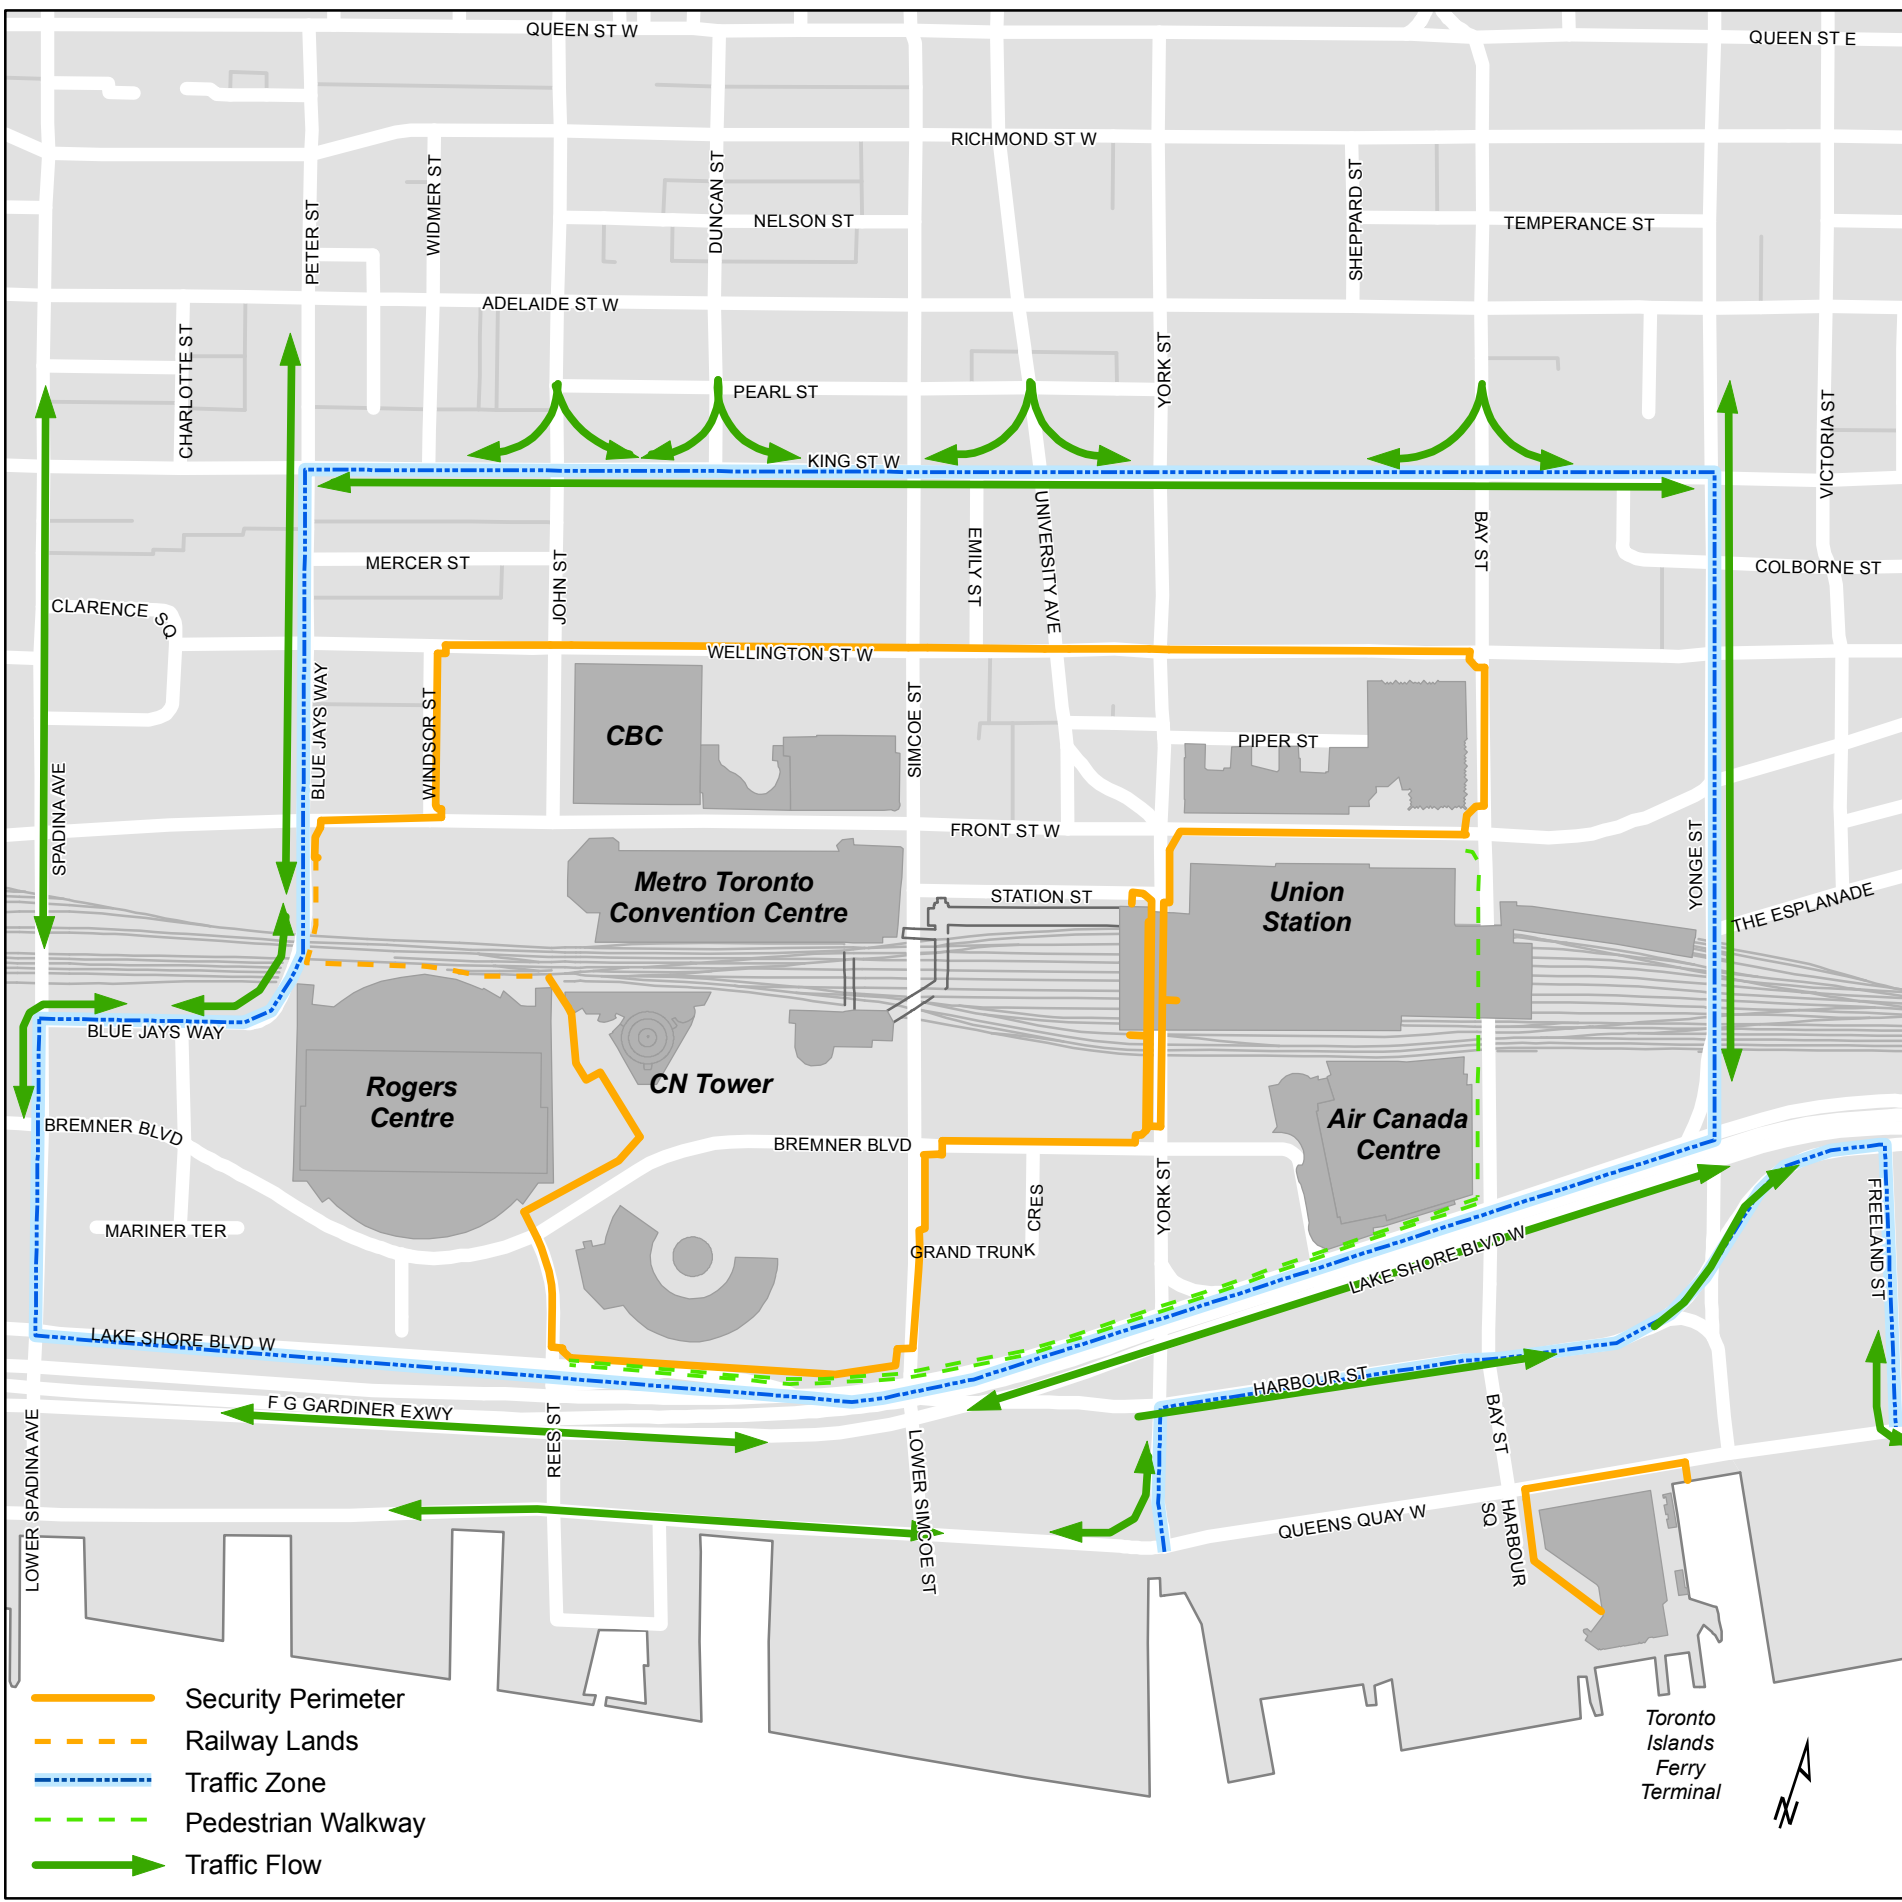 QUEEN ST W
QUEEN ST E
RICHMOND ST W
WIDMER ST
DUNCAN ST
SHEPPARD ST
PETER ST
NELSON ST
TEMPERANCE ST
ADELAIDE ST W
CHARLOTTE ST
YORK ST
PEARL ST
VICTORIA ST
KING ST W
UNIVERSITY AVE
BAY ST
EMILY ST
MERCER ST
JOHN ST
COLBORNE ST
CLARENCE SQ
WELLINGTON ST W
BLUE JAYS WAY
WINDSOR ST
SIMCOE ST
CBC
PIPER ST
SPADINA AVE
FRONT ST W
YONGE ST
Metro Toronto
Convention Centre
STATION ST
Union
Station
THE ESPLANADE
BLUE JAYS WAY
Rogers
Centre
CN Tower
Air Canada
Centre
BREMNER BLVD
BREMNER BLVD
MARINER TER
GRAND TRUNK
CRES
YORK ST
FREELAND ST
LAKE SHORE BLVD W
LAKE SHORE BLVD W
HARBOUR ST
F G GARDINER EXWY
REES ST
LOWER SPADINA AVE
LOWER SIMCOE ST
BAY ST
QUEENS QUAY W
HARBOUR
SQ
Security Perimeter
Railway Lands
Traffic Zone
Pedestrian Walkway
Traffic Flow
Toronto
Islands
Ferry
Terminal
N